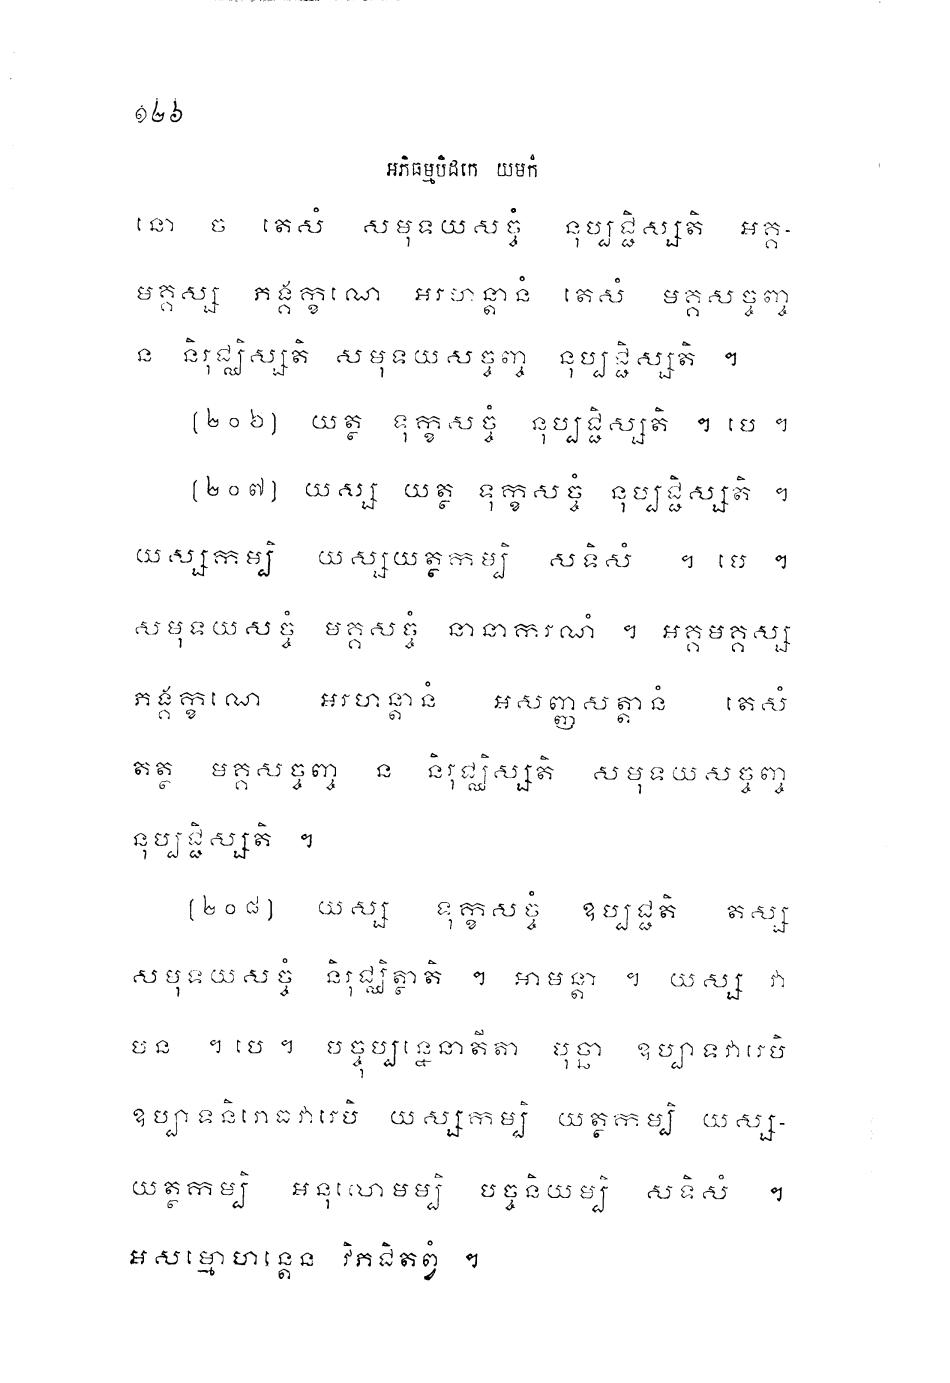 ១២៦
អភិធម្មបិដកេ យមកំ
នោ ច តេសំ សមុទយសច្ចំ នុប្បជ្ជិស្សតិ អគ្គ-
មគ្គស្ស ភង្គក្ខណេ អរហន្តានំ តេសំ មគ្គសច្ចញ្ច
ន និរុជ្ឈិស្សតិ សមុទយសច្ចញ្ច នុប្បជ្ជិស្សតិ ។
(២០៦) យត្ថ ទុក្ខសច្ចំ នុប្បជ្ជិស្សតិ ។ បេ ។
(២០៧) យស្ស យត្ថ ទុក្ខសច្ចំ នុប្បជ្ជិស្សតិ ។
យស្សកម្បិ យស្សយត្ថកម្បិ សទិសំ ។ បេ ។
សមុទយសច្ចំ មគ្គសច្ចំ នានាករណំ ។ អគ្គមគ្គស្ស
ភង្គក្ខណេ អរហន្តានំ អសញ្ញសត្តានំ តេសំ
តត្ថ មគ្គសច្ចញ្ច ន និរុជ្ឈិស្សតិ សមុទយសច្ចញ្ច
នុប្បជ្ជិស្សតិ ។
(២០៨) យស្ស ទុក្ខសច្ចំ ឧប្បជ្ជតិ តស្ស
សមុទយសច្ចំ និរុជ្ឈិត្ថាតិ ។ អាមន្តា ។ យស្ស វា
បន ។ បេ ។ បច្ចុប្បន្នេនាតីតា បុច្ឆា ឧប្បាទវារេបិ
ឧប្បាទនិរោធវារេបិ យស្សកម្បិ យត្ថកម្បិ យស្ស-
យត្ថកម្បិ អនុលោមម្បិ បច្ចនិយម្បិ សទិសំ ។
អសម្មោហន្តេន វិភជិតព្វំ ។